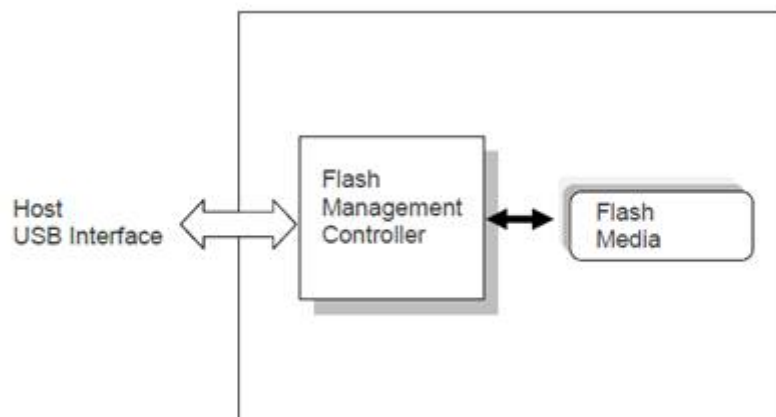 Host
USB Interface
Flash
Management
Controller
Flash
Media